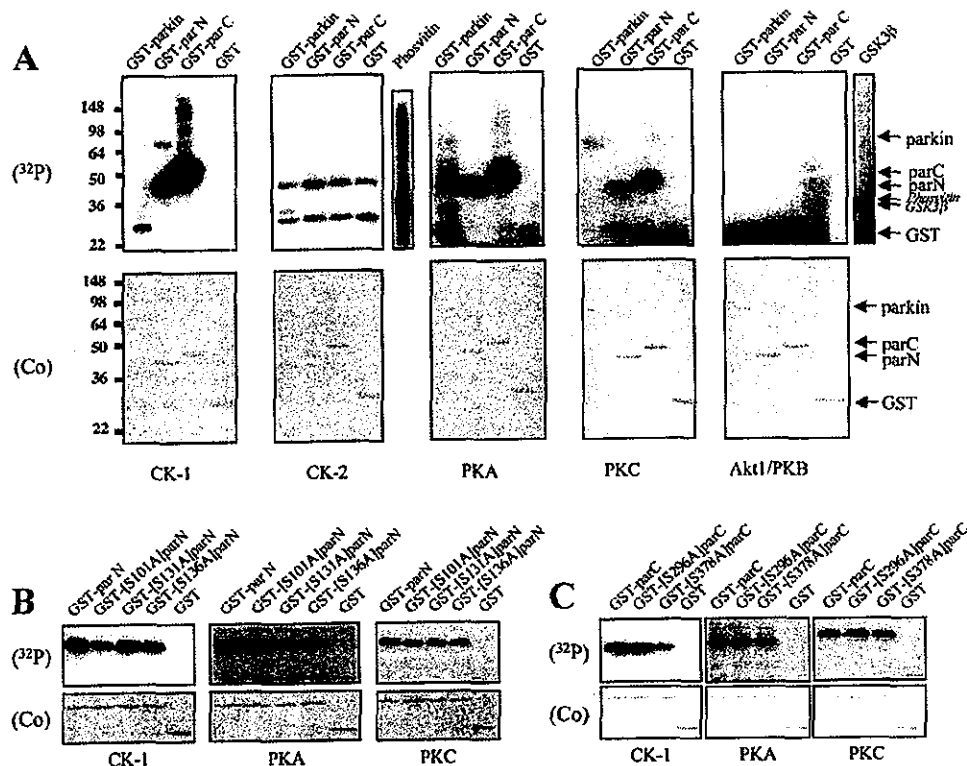 A
GST-parkin GST-par N GST-par C GST
GST-parkin GST-par N GST-par C GST Phosvitin
GST-parkin GST-par N GST-par C GST
GST-parkin GST-par N GST-par C GST
GST-parkin GST-par N GST-par C GST GSK3β
(32P)
148
98
64
50
36
22
parkin
parC
parN
Phosvitin
GSK3β
GST
(Co)
148
98
64
50
36
22
parkin
parC
parN
GST
CK-1 CK-2 PKA PKC Akt1/PKB
B
GST-parN GST-[S101A]parN GST-[S131A]parN GST-[S136A]parN GST
GST-parN GST-[S101A]parN GST-[S131A]parN GST-[S136A]parN GST
GST-parN GST-[S101A]parN GST-[S131A]parN GST-[S136A]parN GST
(32P)
(Co)
CK-1 PKA PKC
C
GST-parC GST-[S296A]parC GST-[S378A]parC GST
GST-parC GST-[S296A]parC GST-[S378A]parC GST
GST-parC GST-[S296A]parC GST-[S378A]parC GST
(32P)
(Co)
CK-1 PKA PKC